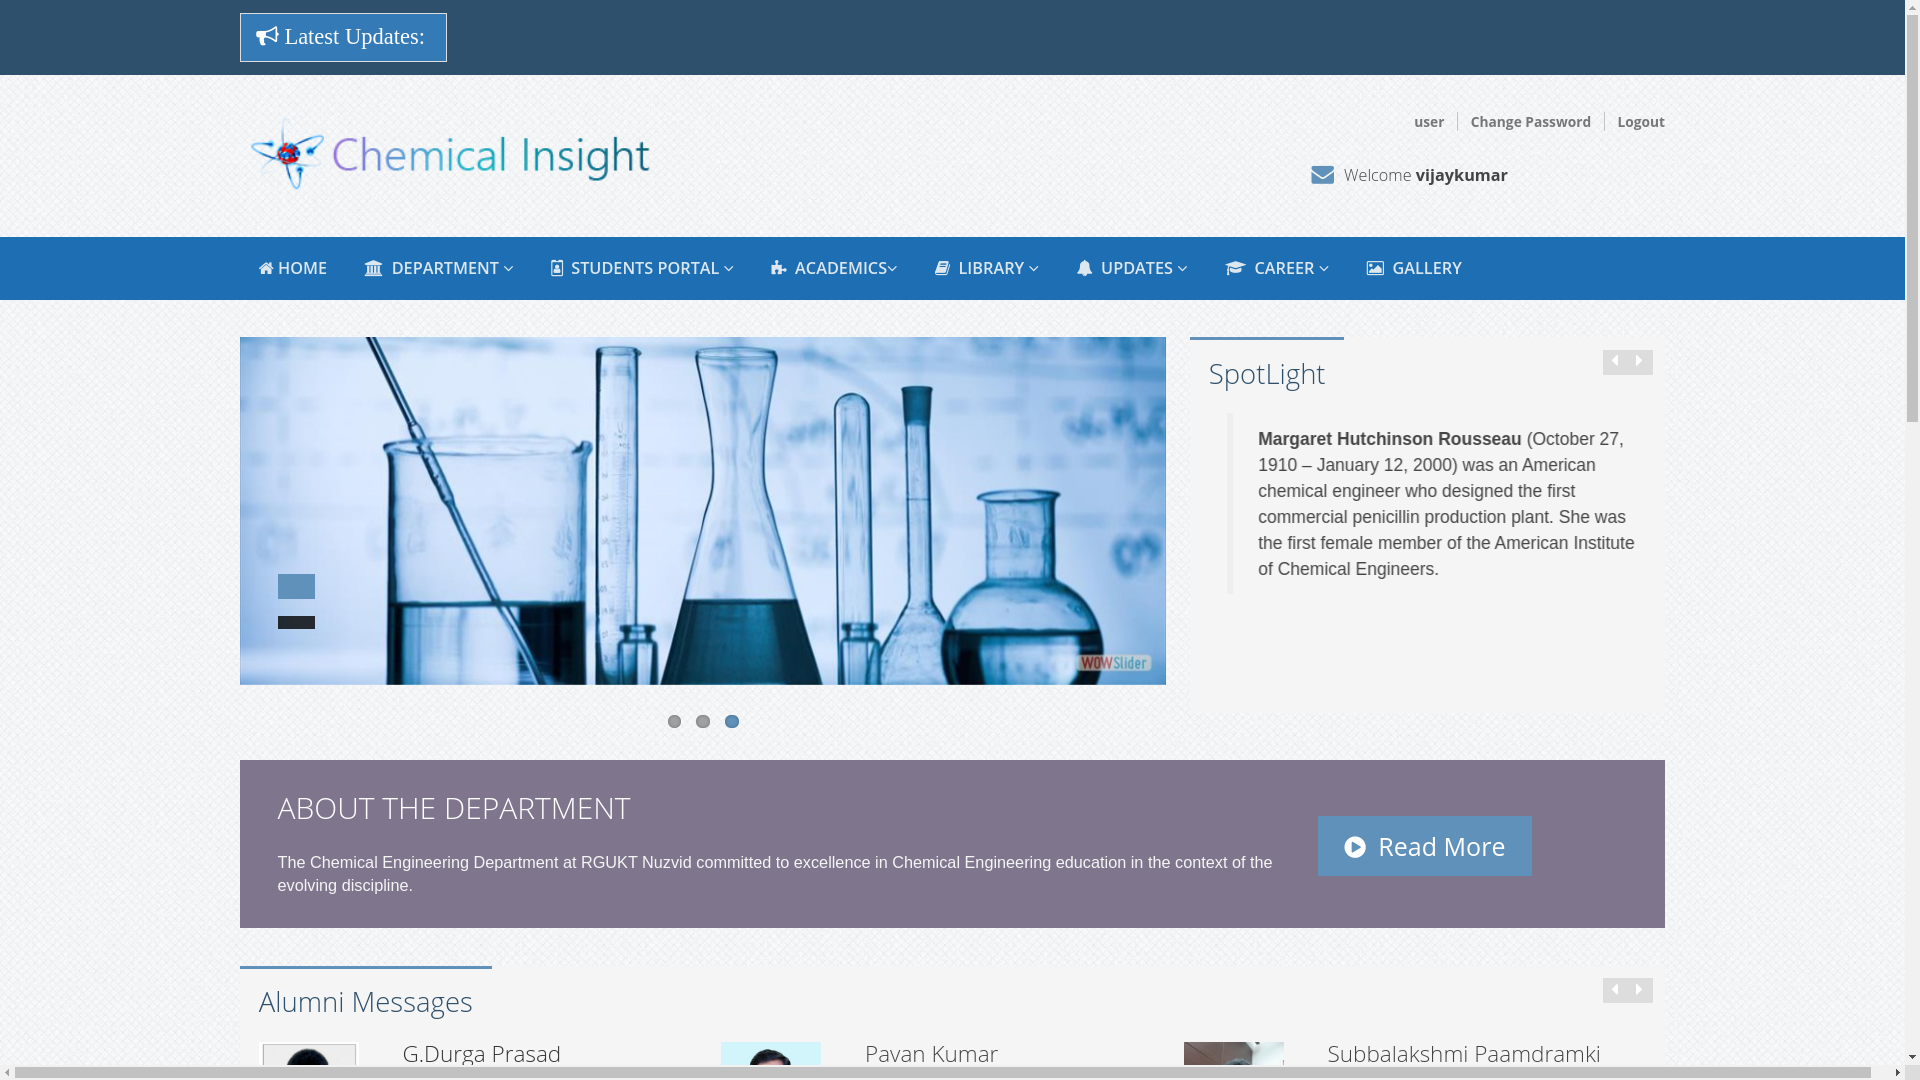 Latest Updates:
user
Change Password
Logout
Chemical Insight
Welcome vijaykumar
HOME
DEPARTMENT
STUDENTS PORTAL
ACADEMICS
LIBRARY
UPDATES
CAREER
GALLERY
SpotLight
Margaret Hutchinson Rousseau (October 27,
1910 – January 12, 2000) was an American
chemical engineer who designed the first
commercial penicillin production plant. She was
the first female member of the American Institute
of Chemical Engineers.
WOWSlider
ABOUT THE DEPARTMENT
The Chemical Engineering Department at RGUKT Nuzvid committed to excellence in Chemical Engineering education in the context of the
evolving discipline.
Read More
Alumni Messages
G.Durga Prasad
Pavan Kumar
Subbalakshmi Paamdramki